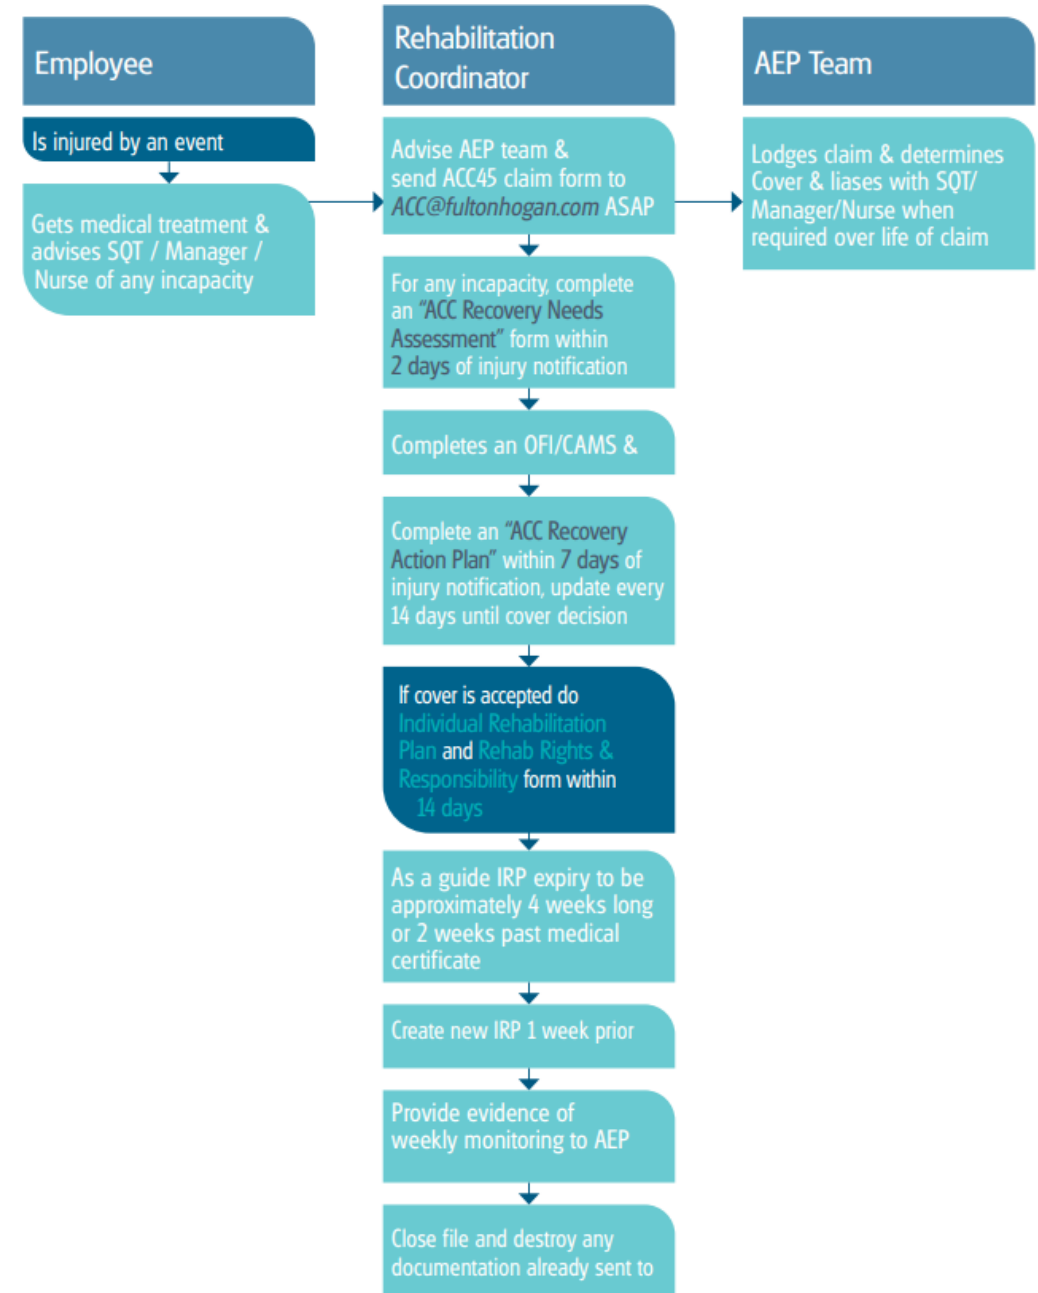 Employee
Is injured by an event
Gets medical treatment &
advises SQT / Manager /
Nurse of any incapacity
Rehabilitation
Coordinator
Advise AEP team &
send ACC45 claim form to
ACC@fultonhogan.com ASAP
For any incapacity, complete
an “ACC Recovery Needs
Assessment” form within
2 days of injury notification
Completes an OFI/CAMS &
Complete an “ACC Recovery
Action Plan” within 7 days of
injury notification, update every
14 days until cover decision
If cover is accepted do
Individual Rehabilitation
Plan and Rehab Rights &
Responsibility form within
14 days
As a guide IRP expiry to be
approximately 4 weeks long
or 2 weeks past medical
certificate
Create new IRP 1 week prior
Provide evidence of
weekly monitoring to AEP
Close file and destroy any
documentation already sent to
AEP Team
Lodges claim & determines
Cover & liases with SQT/
Manager/Nurse when
required over life of claim